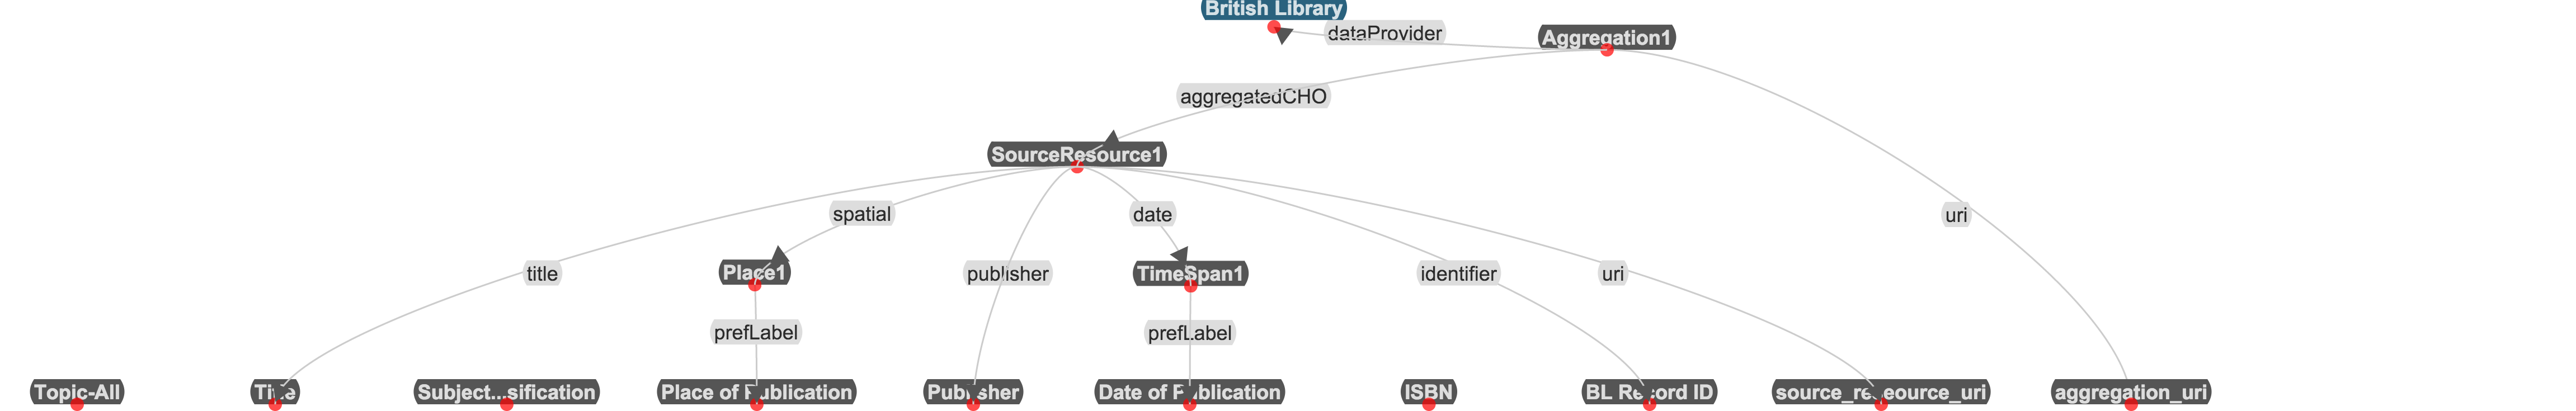 British Library
dataProvider
Aggregation1
aggregatedCHO
SourceResource1
spatial
date
uri
title
Place1
publisher
TimeSpan1
identifier
uri
prefLabel
prefLabel
Topic-All
Title
Subject...sification
Place of Publication
Publisher
Date of Publication
ISBN
BL Record ID
source_reseource_uri
aggregation_uri